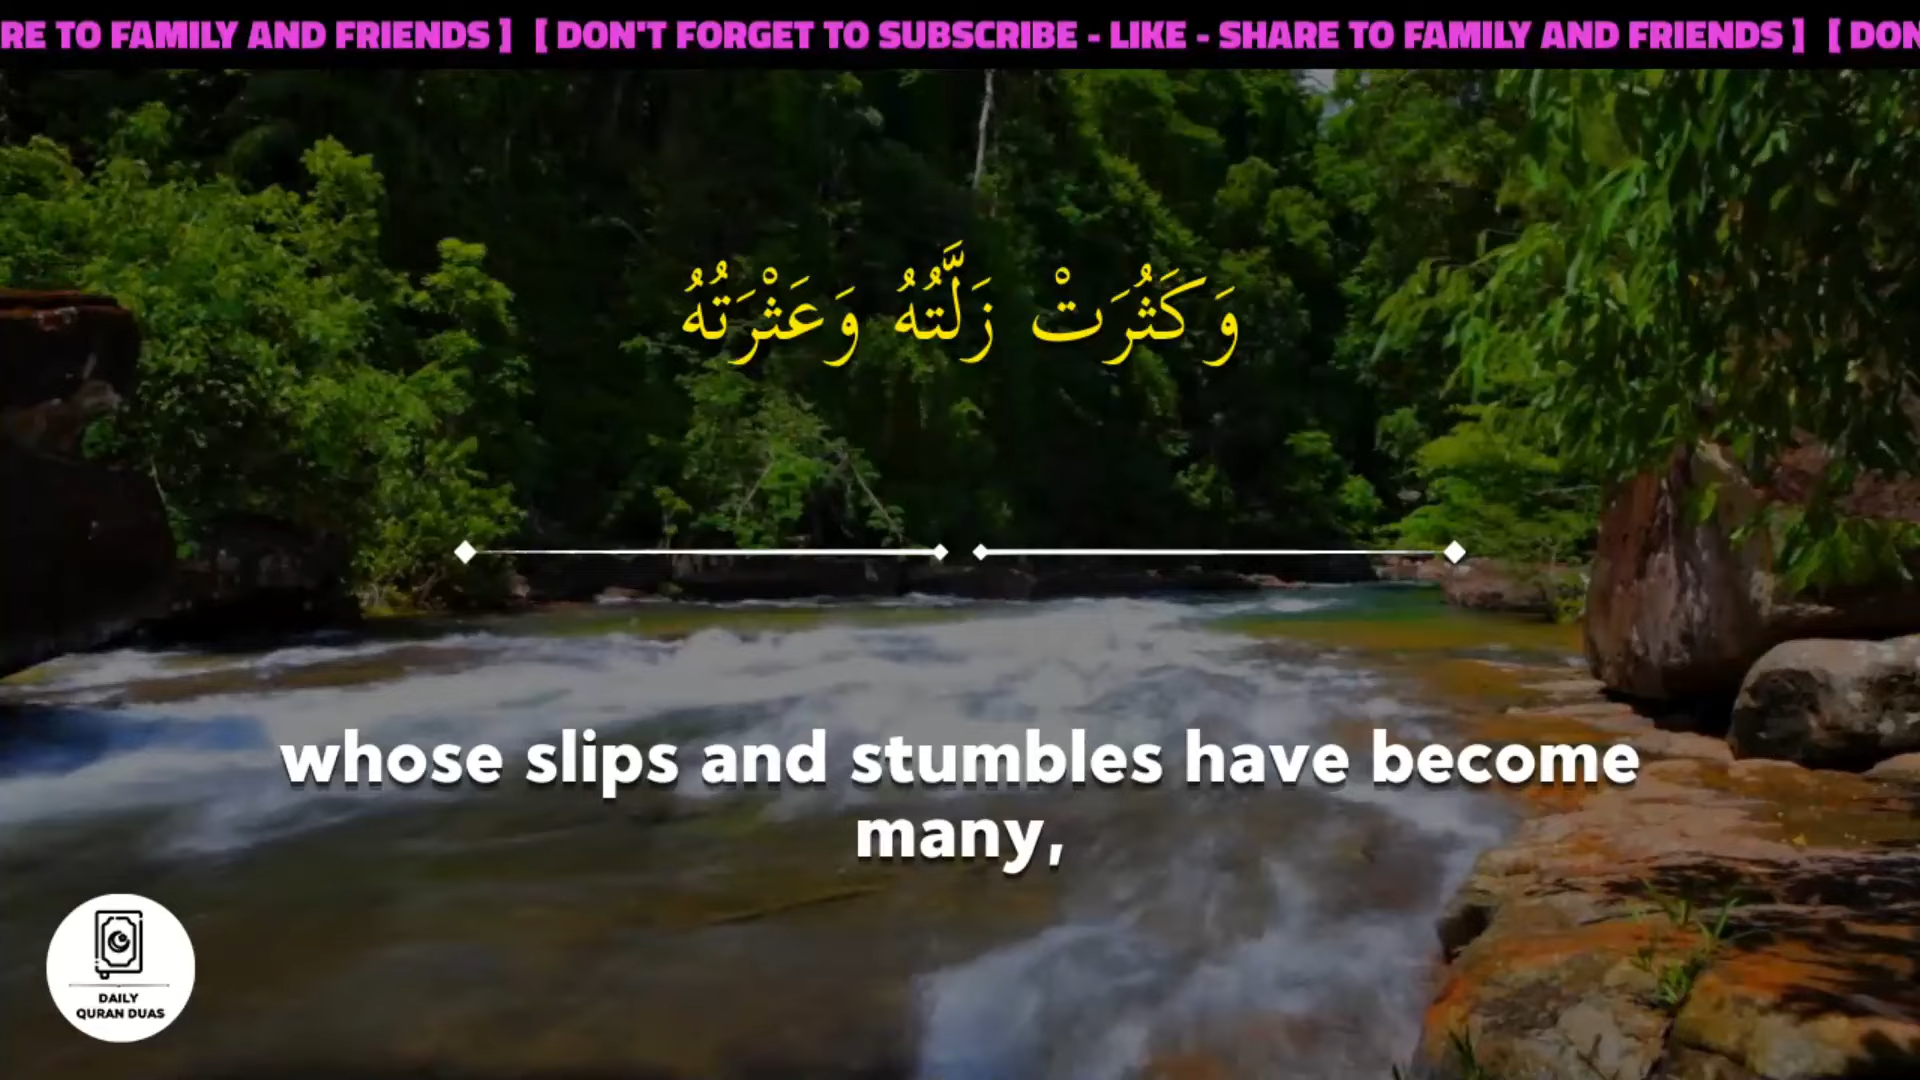 RE TO FAMILY AND FRIENDS ] [ DON'T FORGET TO SUBSCRIBE - LIKE - SHARE TO FAMILY AND FRIENDS ] [ DON
وَكَثُرَتْ زَلَّتُهُ وَعَثْرَتُهُ
whose slips and stumbles have become
many,
DAILY
QURAN DUAS